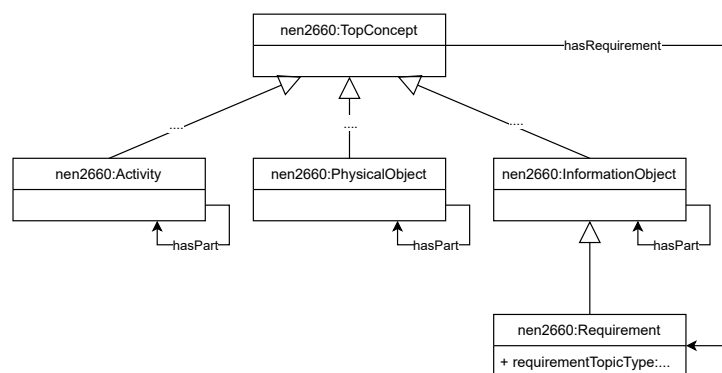 nen2660:TopConcept
hasRequirement
....
....
....
nen2660:Activity
nen2660:PhysicalObject
nen2660:InformationObject
hasPart
hasPart
hasPart
nen2660:Requirement
+ requirementTopicType:...